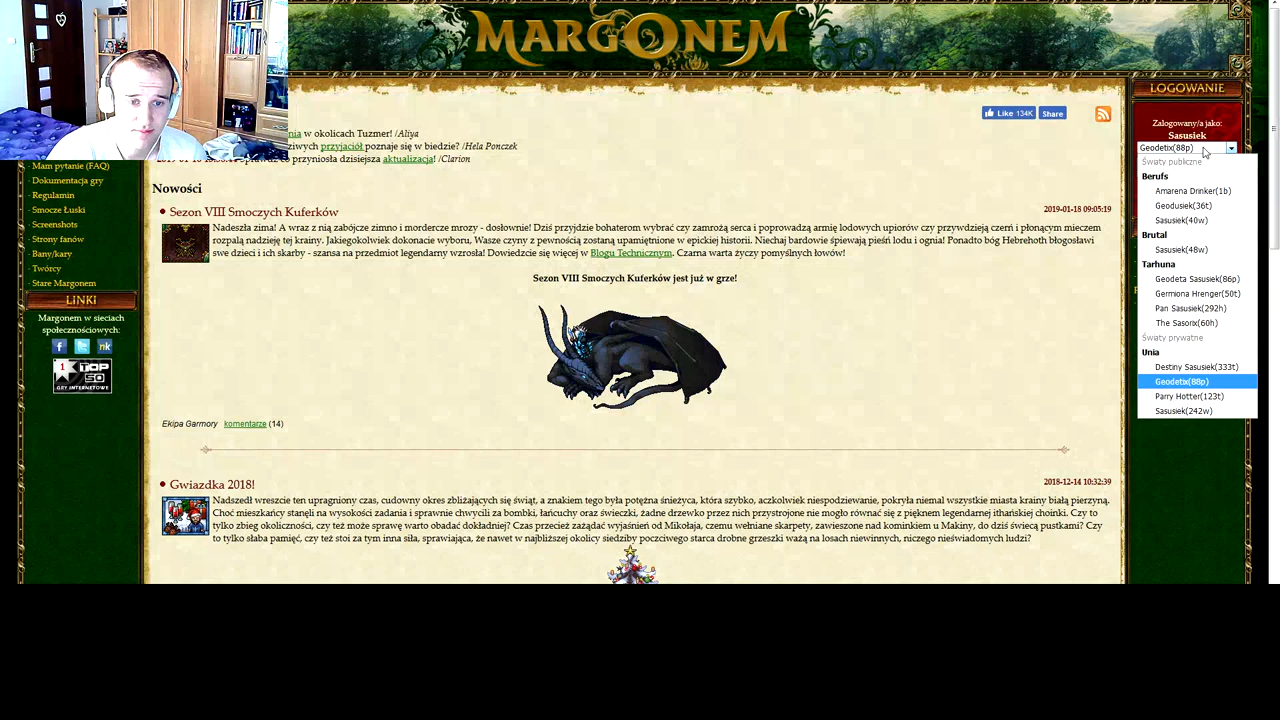 MARGONEM
LOGOWANIE
Like 134K Share
Zalogowany/a jako:
Sasusiek
Geodetix(88p)
Światy publiczne
Berufs
Amarena Drinker(1b)
Geodusiek(36t)
Sasusiek(40w)
Brutal
Sasusiek(48w)
Tarhuna
Geodeta Sasusiek(86p)
Germiona Hrenger(50t)
Pan Sasusiek(292h)
The Sasorix(60h)
Światy prywatne
Unia
Destiny Sasusiek(333t)
Geodetix(88p)
Parry Hotter(123t)
Sasusiek(242w)
nia w okolicach Tuzmer! /Aliya
ziwych przyjaciół poznaje się w biedzie? /Hela Ponczek
co przyniosła dzisiejsza aktualizacja! /Clarion
Mam pytanie (FAQ)
Dokumentacja gry
Regulamin
Smocze Łuski
Screenshots
Strony fanów
Bany/kary
Twórcy
Stare Margonem
LINKI
Margonem w sieciach
społecznościowych:
f t nk
1 TOP
50
GRY INTERNETOWE
Nowości
Sezon VIII Smoczych Kuferków 2019-01-18 09:05:19
Nadeszła zima! A wraz z nią zabójcze zimno i mordercze mrozy - dosłownie! Dziś przyjdzie bohaterom wybrać czy zamrożą serca i poprowadzą armię lodowych upiorów czy przywdzieją czerń i płonącym mieczem
rozpalą nadzieję tej krainy. Jakiegokolwiek dokonacie wyboru, Wasze czyny z pewnością zostaną upamiętnione w epickiej historii. Niechaj bardowie śpiewają pieśń lodu i ognia! Ponadto bóg Hebrehoth błogosławi
swe dzieci i ich skarby - szansa na przedmiot legendarny wzrosła! Dowiedzcie się więcej w Blogu Technicznym. Czarna warta życzy pomyślnych łowów!
Sezon VIII Smoczych Kuferków jest już w grze!
Ekipa Garmory komentarze (14)
Gwiazdka 2018! 2018-12-14 10:32:39
Nadszedł wreszcie ten upragniony czas, cudowny okres zbliżających się świąt, a znakiem tego była potężna śnieżyca, która szybko, aczkolwiek niespodziewanie, pokryła niemal wszystkie miasta krainy białą pierzyną.
Choć mieszkańcy stanęli na wysokości zadania i sprawnie chwycili za bombki, łańcuchy oraz świeczki, żadne drzewko przez nich przystrojone nie mogło równać się z pięknem legendarnej ithańskiej choinki. Czy to
tylko zbieg okoliczności, czy też może sprawę warto obadać dokładniej? Czas przecież zażądać wyjaśnień od Mikołaja, czemu wełniane skarpety, zawieszone nad kominkiem u Makiny, do dziś świecą pustkami? Czy
to tylko słaba pamięć, czy też stoi za tym inna siła, sprawiająca, że nawet w najbliższej okolicy siedziby poczciwego starca drobne grzeszki ważą na losach niewinnych, niczego nieświadomych ludzi?